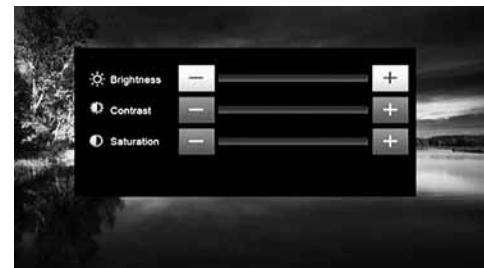 Brightness − +
Contrast − +
Saturation − +